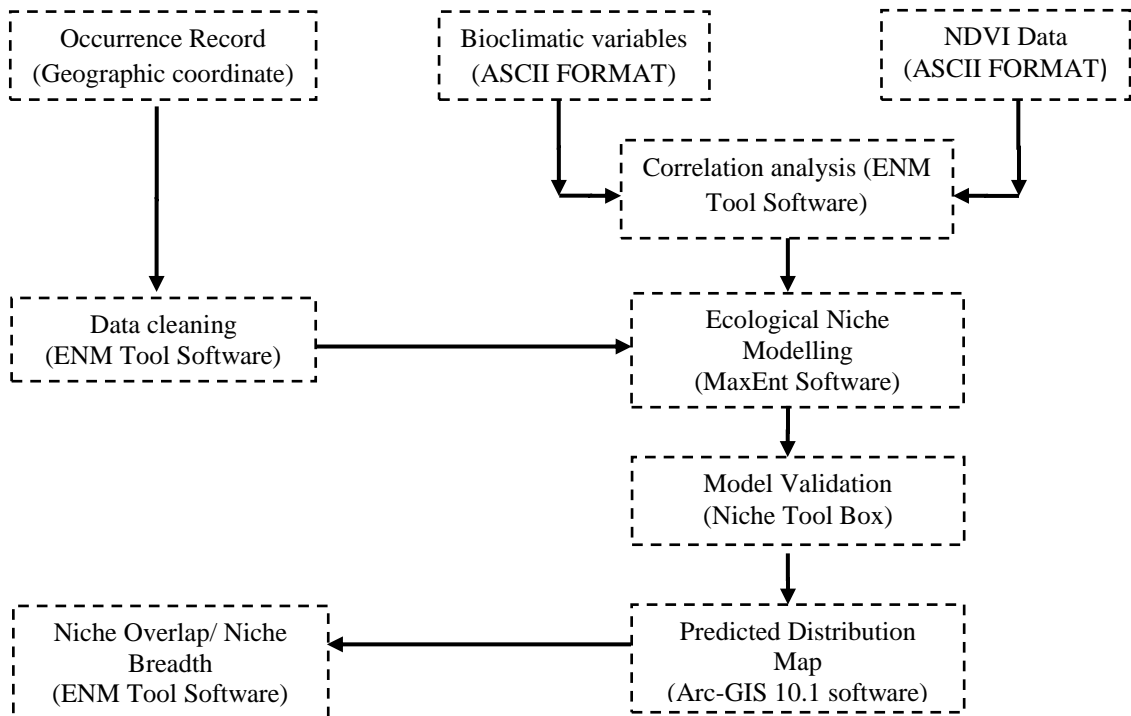 Occurrence Record
(Geographic coordinate)
Bioclimatic variables
(ASCII FORMAT)
NDVI Data
(ASCII FORMAT)
Correlation analysis (ENM
Tool Software)
Data cleaning
(ENM Tool Software)
Ecological Niche
Modelling
(MaxEnt Software)
Model Validation
(Niche Tool Box)
Niche Overlap/ Niche
Breadth
(ENM Tool Software)
Predicted Distribution
Map
(Arc-GIS 10.1 software)